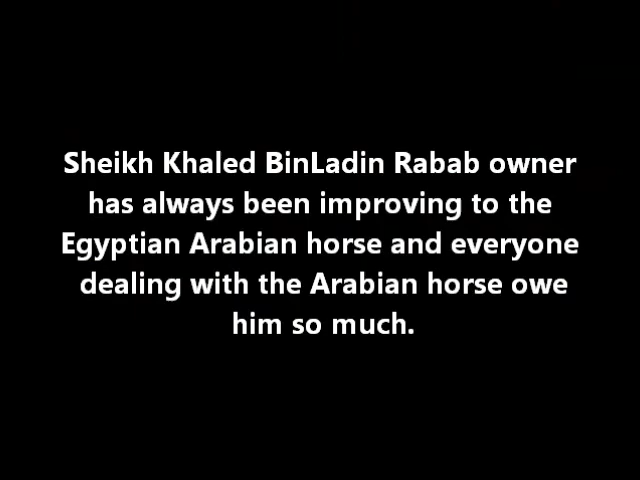 Sheikh Khaled BinLadin Rabab owner
has always been improving to the
Egyptian Arabian horse and everyone
dealing with the Arabian horse owe
him so much.